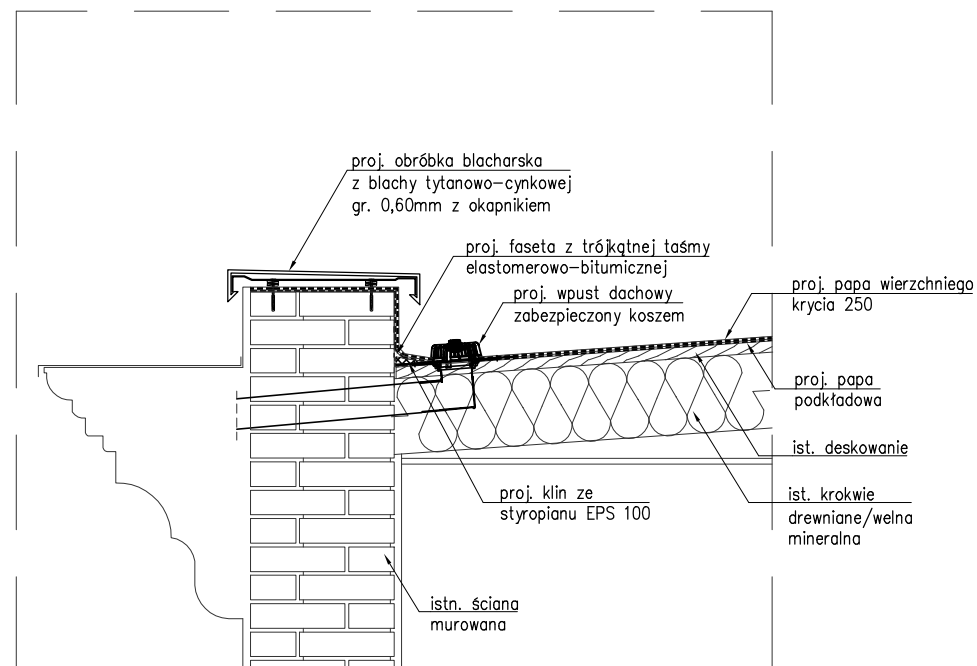 proj. obróbka blacharska
z blachy tytanowo-cynkowej
gr. 0,60mm z okapnikiem
proj. faseta z trójkątnej taśmy
elastomerowo-bitumicznej
proj. wpust dachowy
zabezpieczony koszem
proj. papa wierzchniego
krycia 250
proj. papa
podkładowa
ist. deskowanie
ist. krokwie
drewniane/welna
mineralna
proj. klin ze
styropianu EPS 100
istn. ściana
murowana